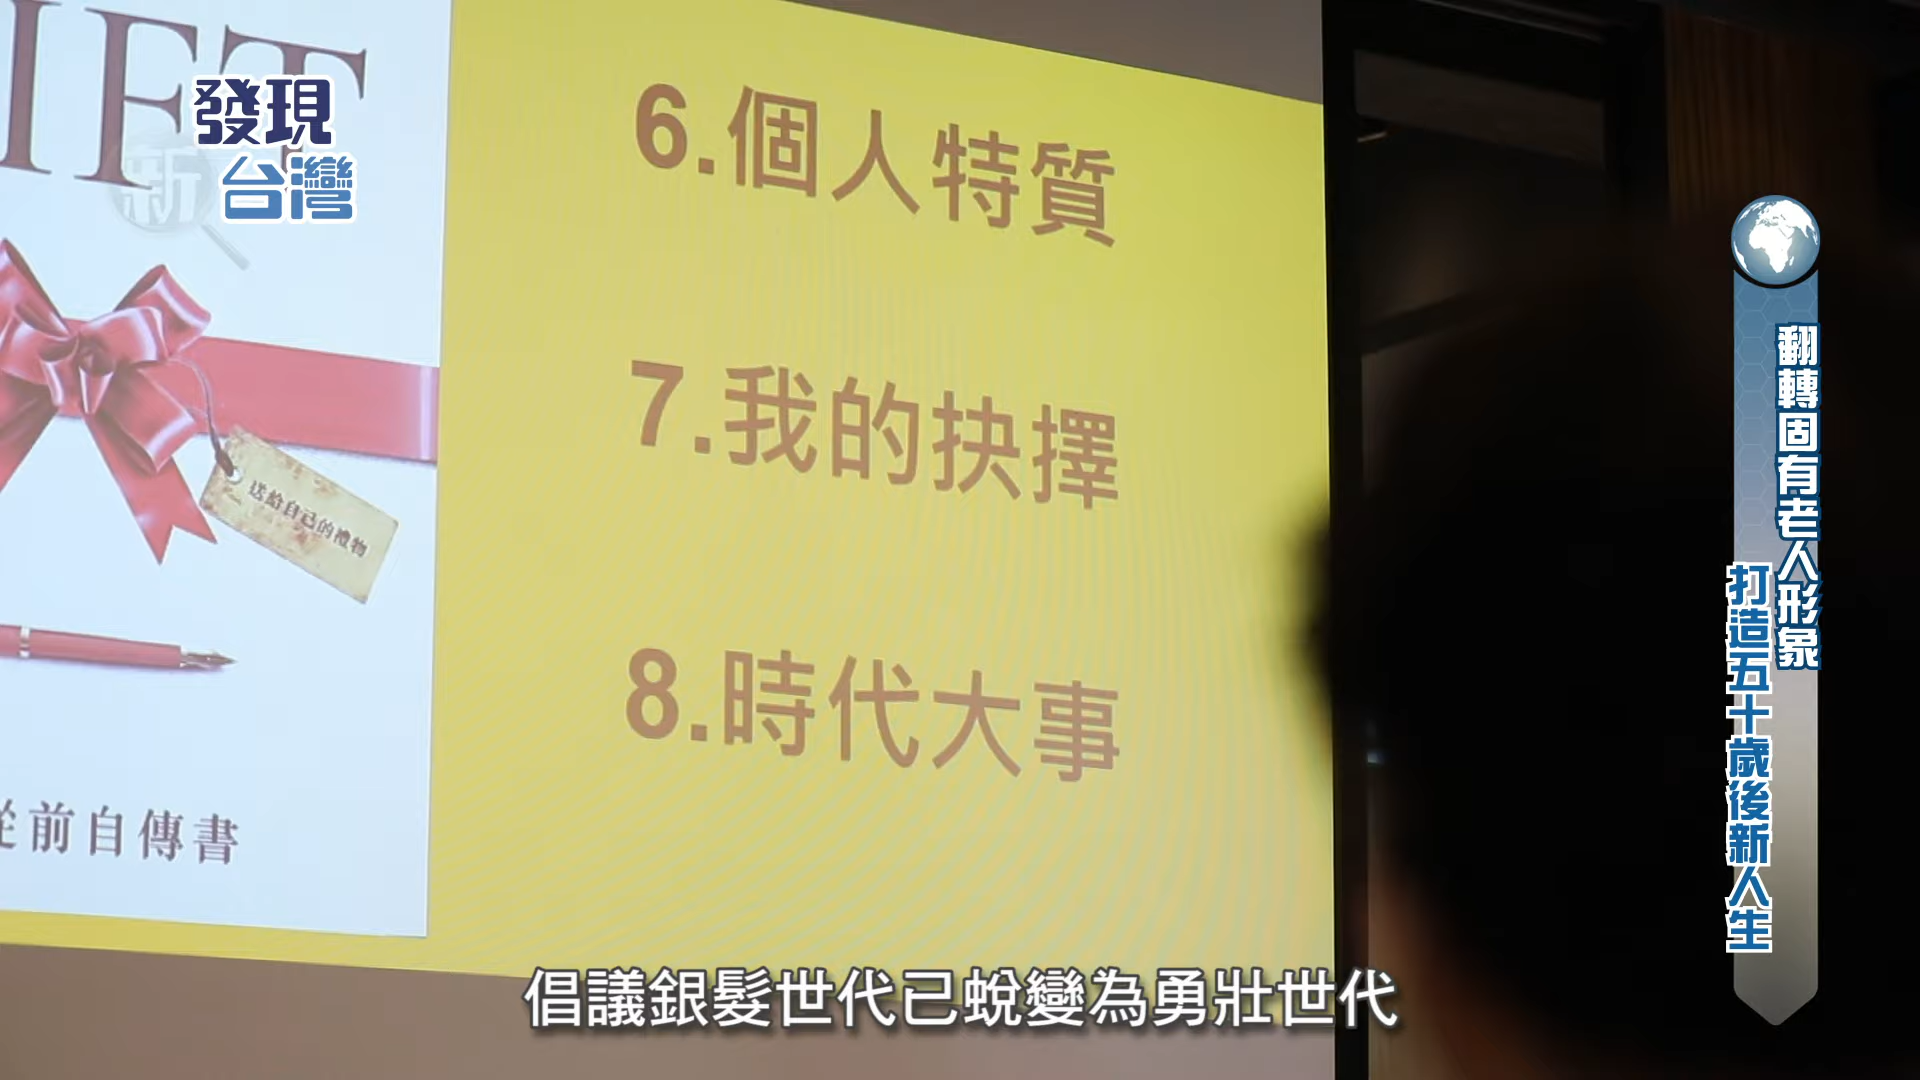 IFT
發現
新
台灣
6.個人特質
7.我的抉擇
8.時代大事
送給自己的禮物
從前自傳書
翻轉固有老人形象
打造五十歲後新人生
倡議銀髮世代已蛻變為勇壯世代